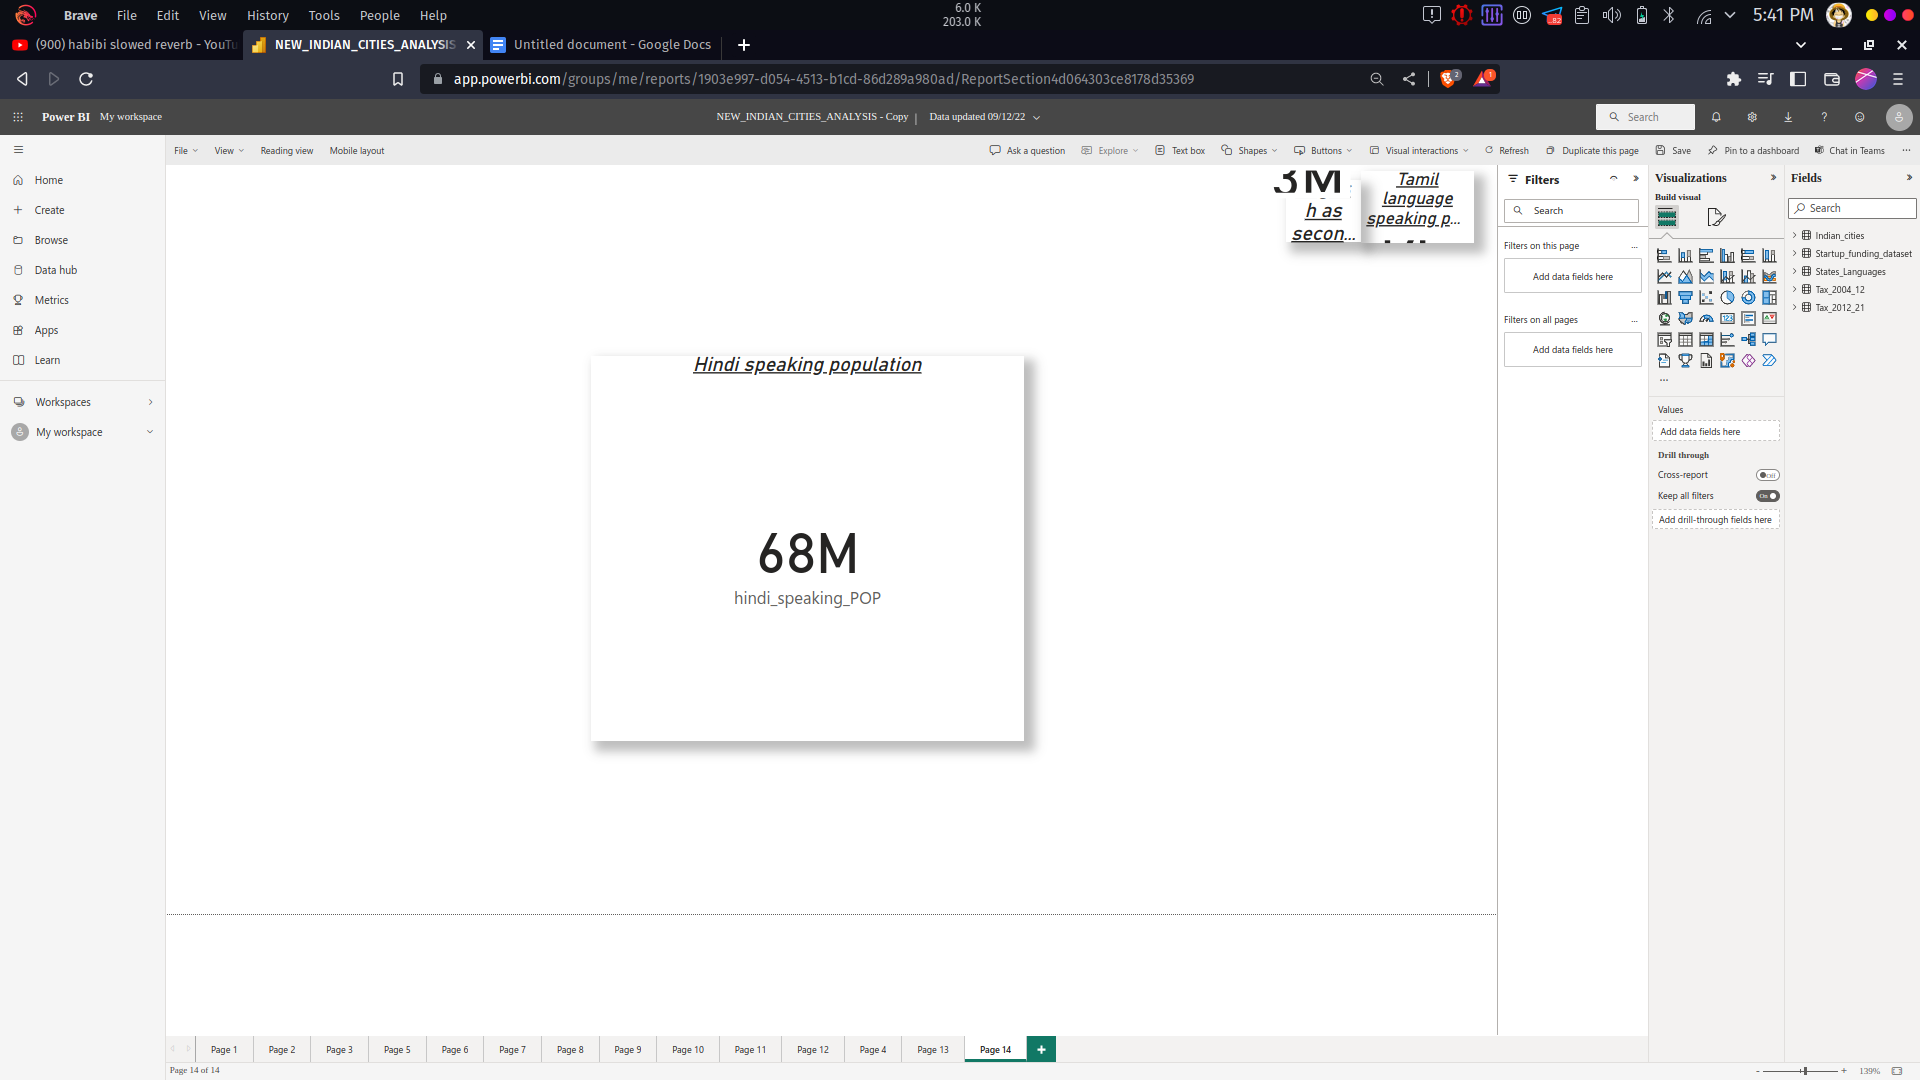 Brave File Edit View History Tools People Help
6.0 K
203.0 K
82
5:41 PM
(900) habibi slowed reverb - YouTu
NEW_INDIAN_CITIES_ANALYSIS
Untitled document - Google Docs
app.powerbi.com/groups/me/reports/1903e997-d054-4513-b1cd-86d289a980ad/ReportSection4d064303ce8178d35369
2
1
Power BI My workspace
NEW_INDIAN_CITIES_ANALYSIS - Copy | Data updated 09/12/22
Search
File View Reading view Mobile layout
Ask a question Explore Text box Shapes Buttons Visual interactions Refresh Duplicate this page Save Pin to a dashboard Chat in Teams ...
Home
Create
Browse
Data hub
Metrics
Apps
Learn
Workspaces
My workspace
3M
h as
secon...
Tamil
language
speaking p...
Hindi speaking population
68M
hindi_speaking_POP
Filters
Search
Filters on this page ...
Add data fields here
Filters on all pages ...
Add data fields here
Visualizations
Build visual
...
Values
Add data fields here
Drill through
Cross-report Off
Keep all filters On
Add drill-through fields here
Fields
Search
Indian_cities
Startup_funding_dataset
States_Languages
Tax_2004_12
Tax_2012_21
Page 1 Page 2 Page 3 Page 5 Page 6 Page 7 Page 8 Page 9 Page 10 Page 11 Page 12 Page 4 Page 13 Page 14 +
Page 14 of 14
- + 139%